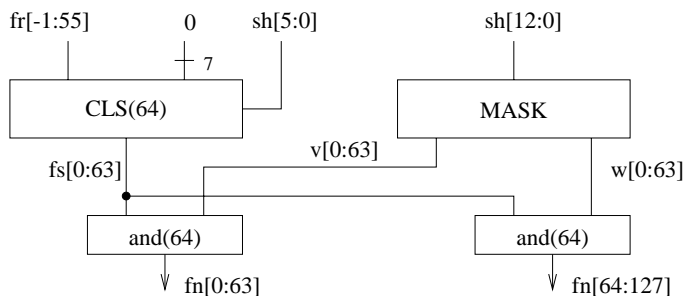 fr[-1:55] 0 sh[5:0] sh[12:0]
7
CLS(64) MASK
fs[0:63] v[0:63] w[0:63]
and(64) and(64)
fn[0:63] fn[64:127]